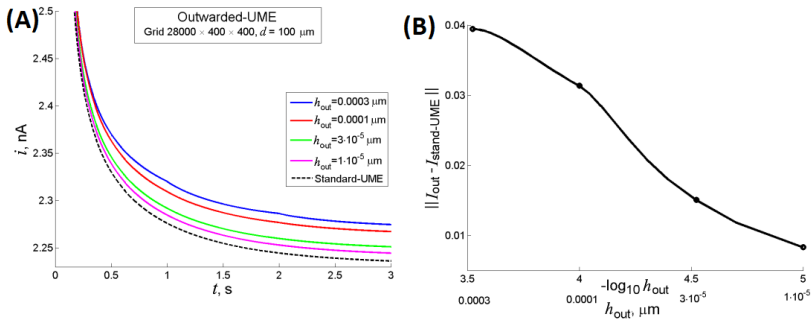 (A)
Outwarded-UME
Grid 28000 × 400 × 400, d = 100 μm
2.5
2.45
2.4
2.35
2.3
2.25
i, nA
h_out=0.0003 μm
h_out=0.0001 μm
h_out=3·10⁻⁵ μm
h_out=1·10⁻⁵ μm
Standard-UME
0 0.5 1 1.5 2 2.5 3
t, s
(B)
0.04
0.03
0.02
0.01
|| I_out - I_stand-UME ||
3.5 4 4.5 5
-log₁₀ h_out
0.0003 0.0001 3·10⁻⁵ 1·10⁻⁵
h_out, μm